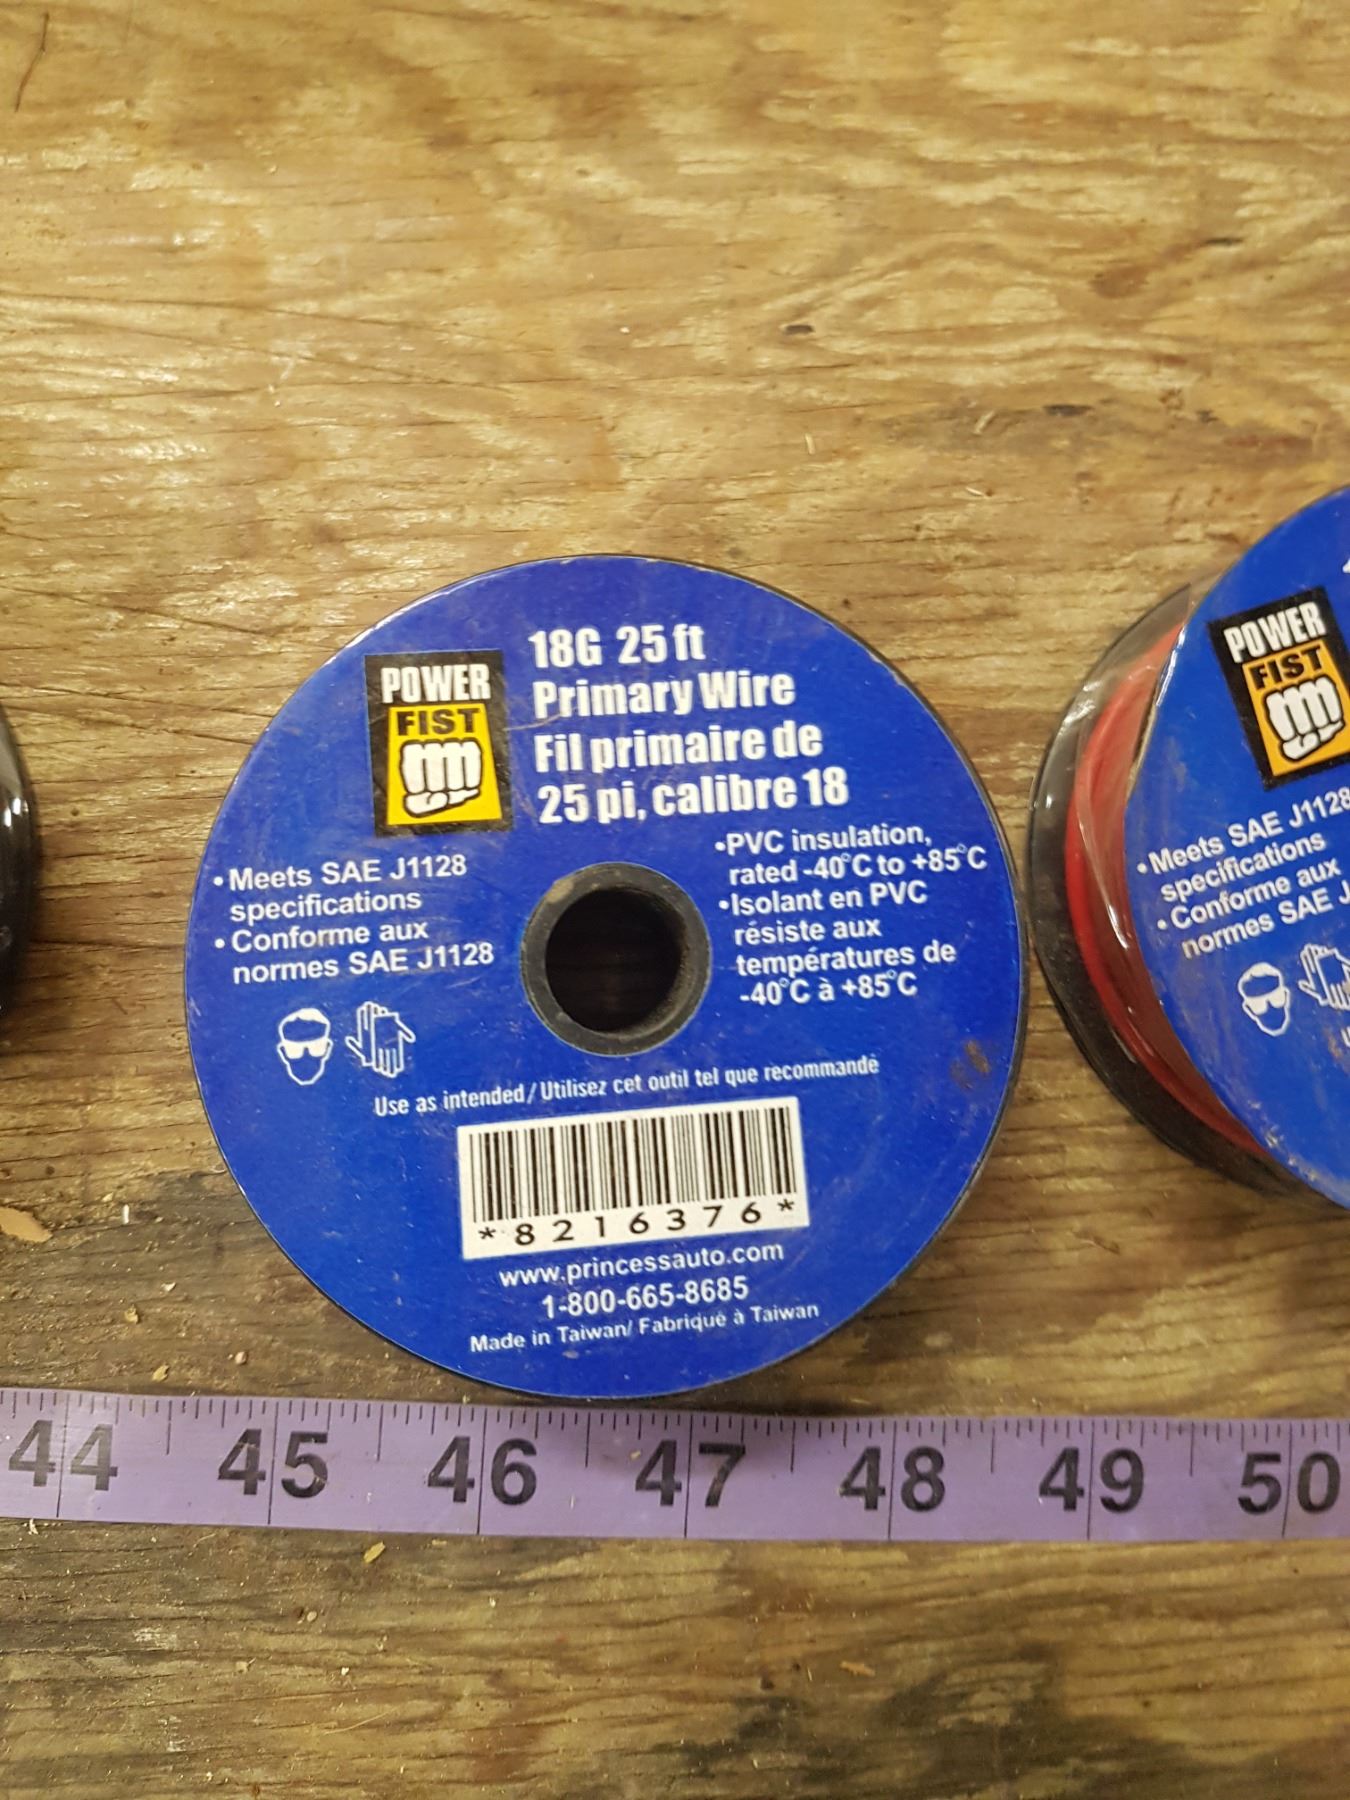 18G 25 ft
Primary Wire
Fil primaire de
25 pi, calibre 18
POWER
FIST
• Meets SAE J1128
specifications
• Conforme aux
normes SAE J1128
•PVC insulation,
rated -40°C to +85°C
•Isolant en PVC
résiste aux
températures de
-40°C à +85°C
Use as intended / Utilisez cet outil tel que recommandé
*8216376*
www.princessauto.com
1-800-665-8685
Made in Taiwan/ Fabriqué à Taiwan
POWER
FIST
• Meets SAE J1128
specifications
• Conforme aux
normes SAE
44 45 46 47 48 49 50